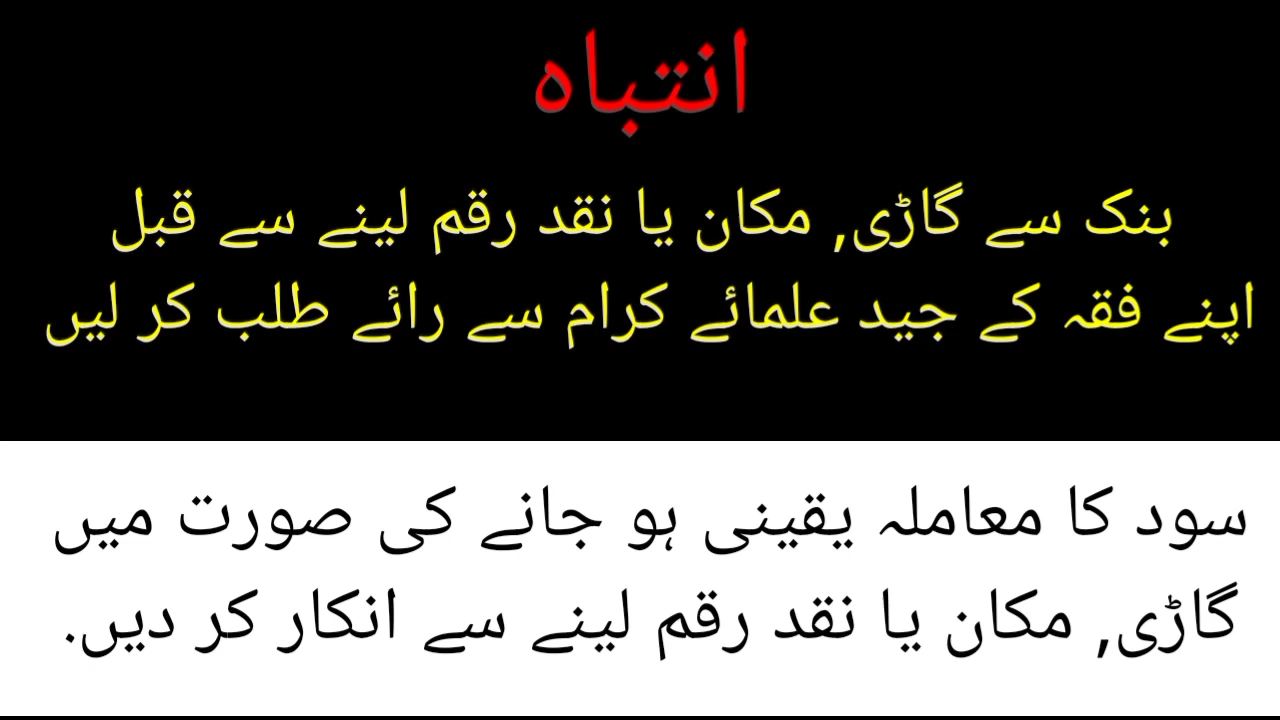 انتباہ
بنک سے گاڑی, مکان یا نقد رقم لینے سے قبل
اپنے فقہ کے جید علمائے کرام سے رائے طلب کر لیں
سود کا معاملہ یقینی ہو جانے کی صورت میں
گاڑی, مکان یا نقد رقم لینے سے انکار کر دیں.